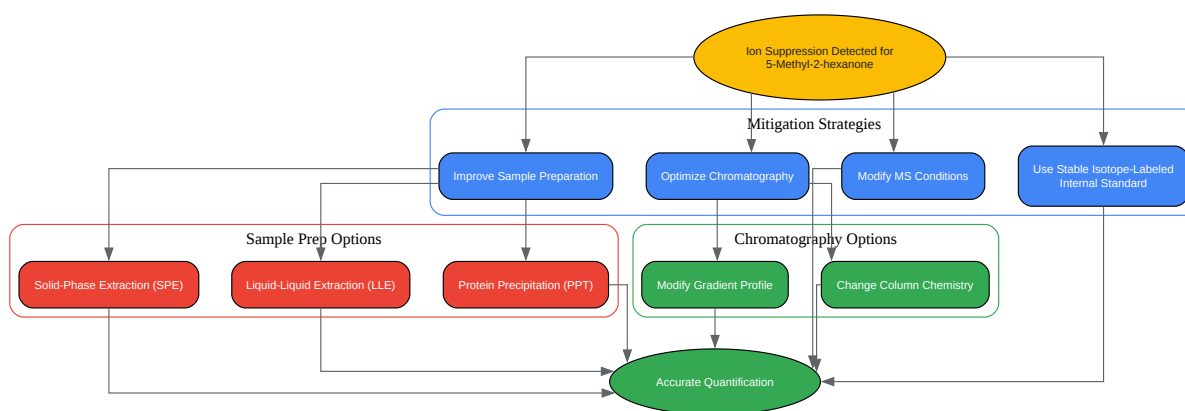 Ion Suppression Detected for
5-Methyl-2-hexanone
Mitigation Strategies
Improve Sample Preparation
Optimize Chromatography
Modify MS Conditions
Use Stable Isotope-Labeled
Internal Standard
Sample Prep Options
Chromatography Options
Solid-Phase Extraction (SPE)
Liquid-Liquid Extraction (LLE)
Protein Precipitation (PPT)
Modify Gradient Profile
Change Column Chemistry
Accurate Quantification